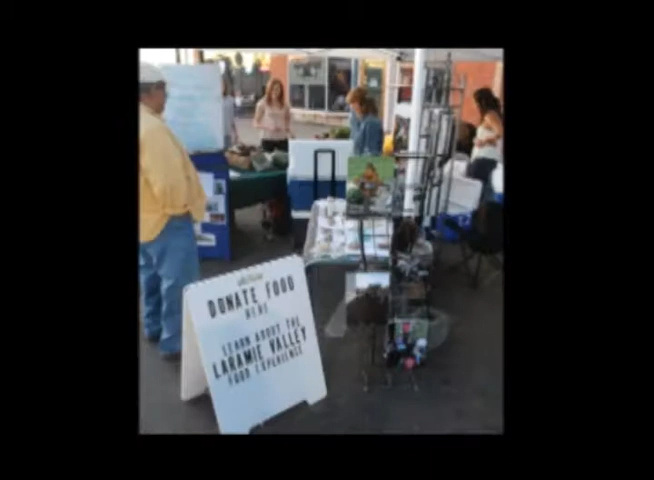 DONATE FOOD
HERE
LEARN ABOUT THE
LARAMIE VALLEY
FOOD EXPERIENCE